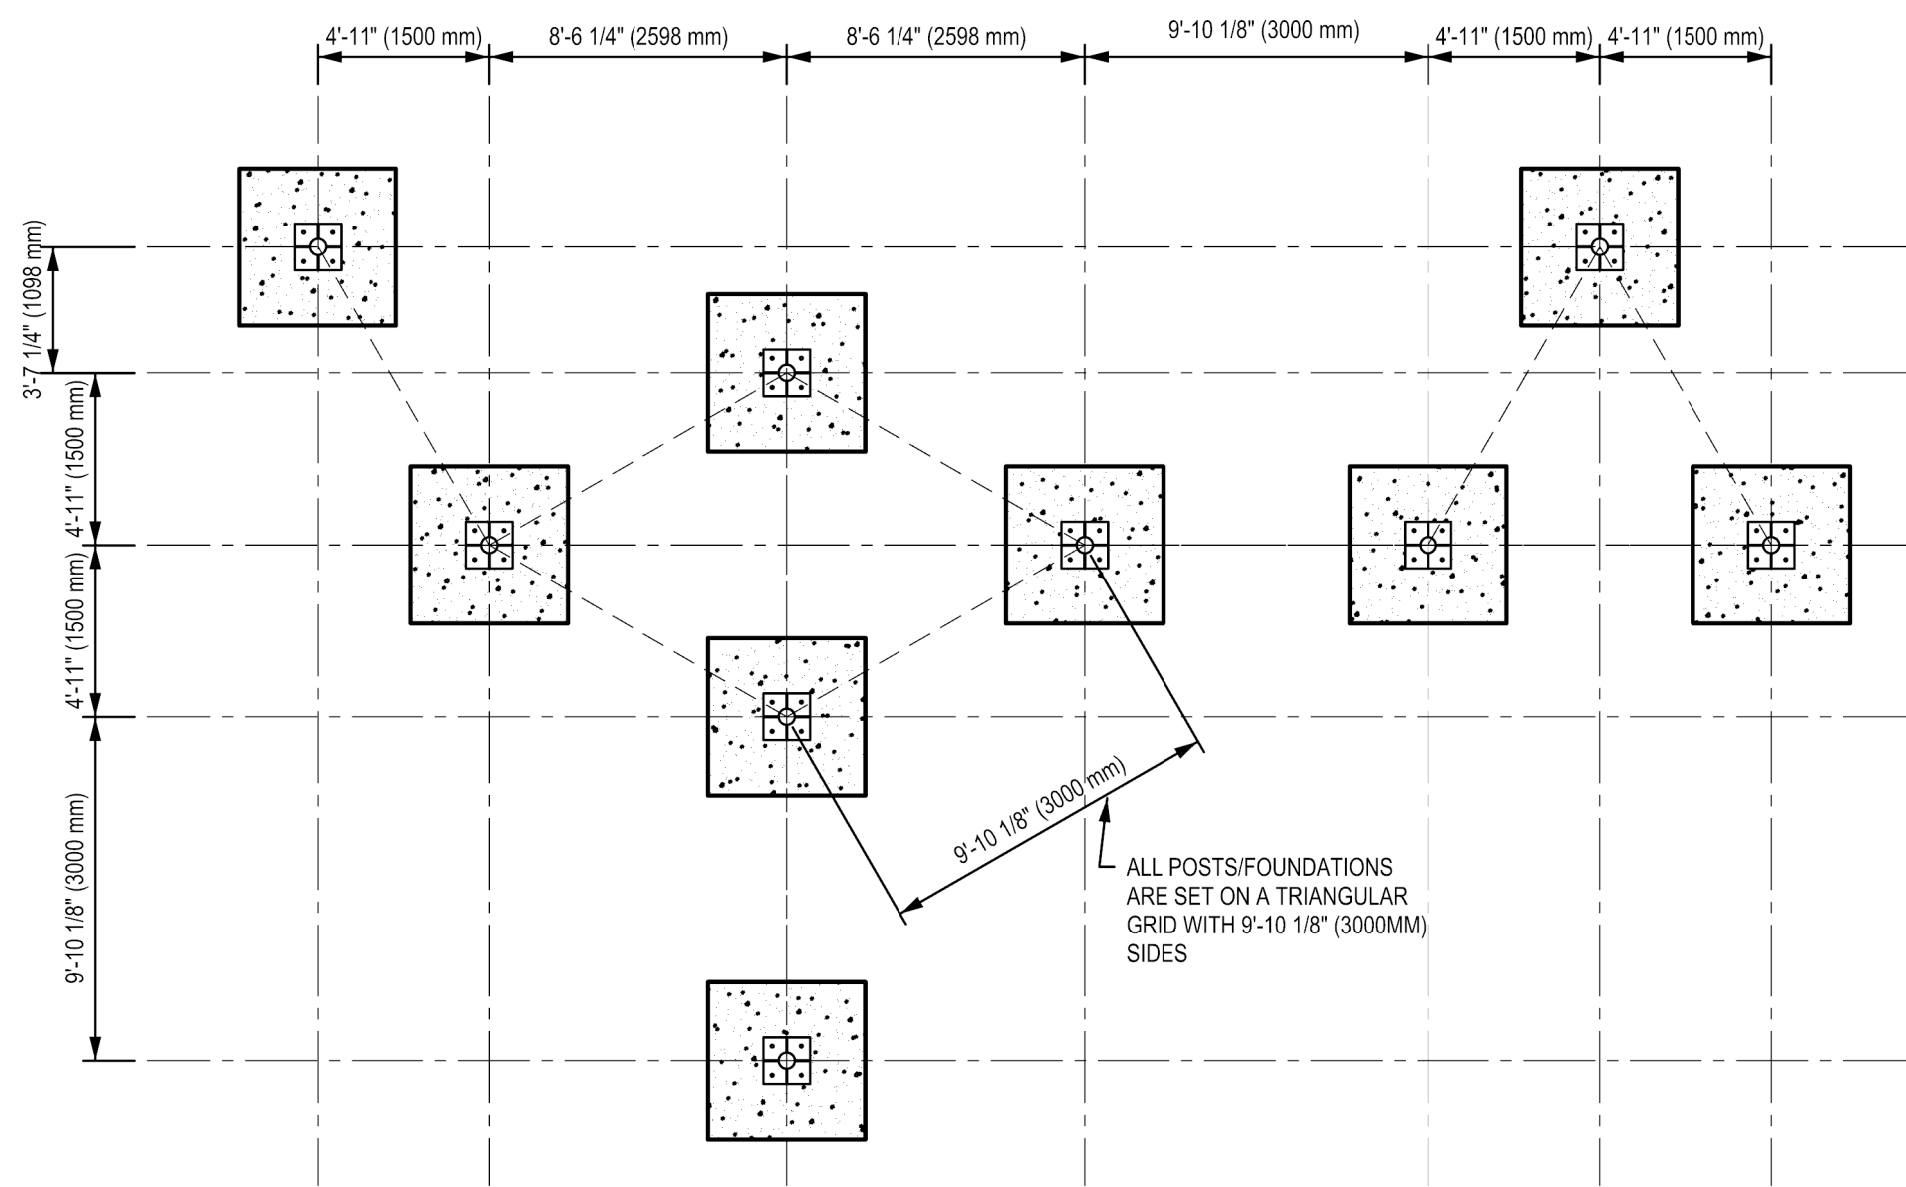 4'-11" (1500 mm)
8'-6 1/4" (2598 mm)
8'-6 1/4" (2598 mm)
9'-10 1/8" (3000 mm)
4'-11" (1500 mm)
4'-11" (1500 mm)
3'-7 1/4" (1098 mm)
4'-11" (1500 mm)
4'-11" (1500 mm)
9'-10 1/8" (3000 mm)
9'-10 1/8" (3000 mm)
ALL POSTS/FOUNDATIONS
ARE SET ON A TRIANGULAR
GRID WITH 9'-10 1/8" (3000MM)
SIDES